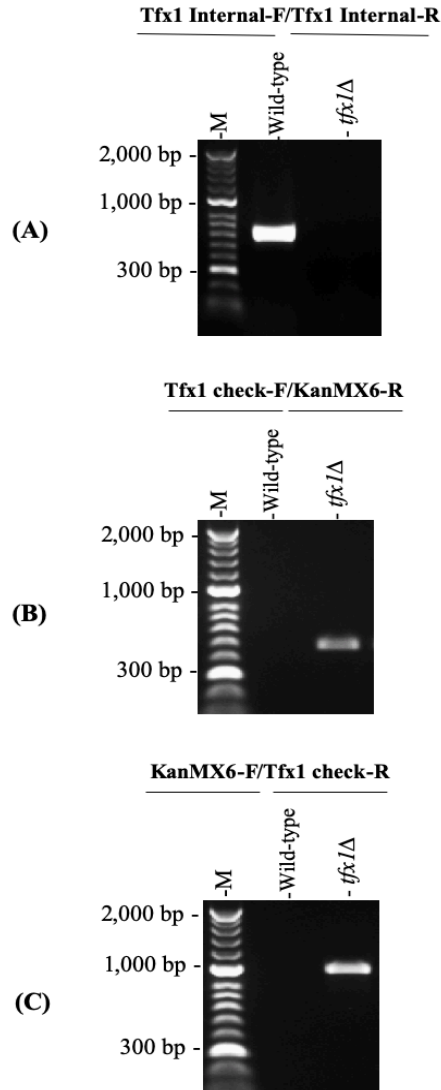 Tfx1 Internal-F/Tfx1 Internal-R
-M
-Wild-type
- tfx1Δ
2,000 bp -
1,000 bp -
300 bp -
(A)
Tfx1 check-F/KanMX6-R
-M
-Wild-type
- tfx1Δ
2,000 bp -
1,000 bp -
300 bp -
(B)
KanMX6-F/Tfx1 check-R
-M
-Wild-type
- tfx1Δ
2,000 bp -
1,000 bp -
300 bp -
(C)